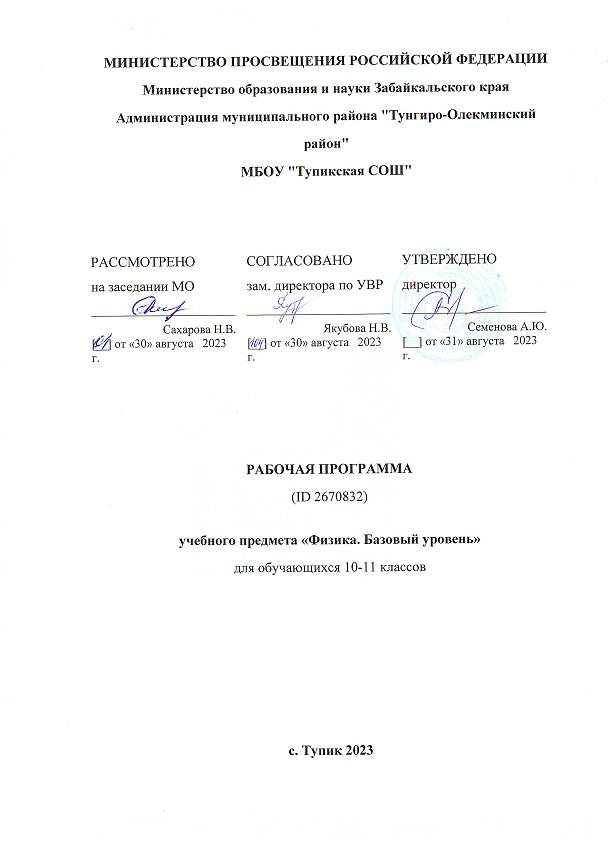 МИНИСТЕРСТВО ПРОСВЕЩЕНИЯ РОССИЙСКОЙ ФЕДЕРАЦИИ
Министерство образования и науки Забайкальского края
Администрация муниципального района "Тунгиро-Олекминский
район"
МБОУ "Тупикская СОШ"
РАССМОТРЕНО
на заседании МО
Сахарова Н.В.
[ ] от «30» августа 2023
г.
СОГЛАСОВАНО
зам. директора по УВР
Якубова Н.В.
[104] от «30» августа 2023
г.
УТВЕРЖДЕНО
директор
Семенова А.Ю.
[__] от «31» августа 2023
г.
РАБОЧАЯ ПРОГРАММА
(ID 2670832)
учебного предмета «Физика. Базовый уровень»
для обучающихся 10-11 классов
с. Тупик 2023